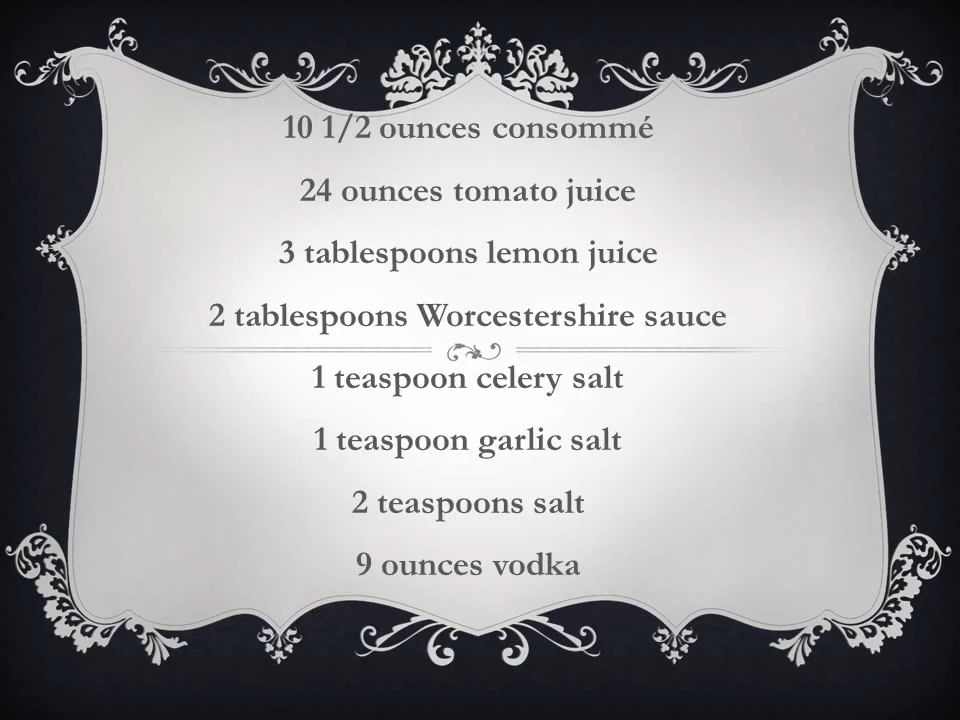 10 1/2 ounces consommé
24 ounces tomato juice
3 tablespoons lemon juice
2 tablespoons Worcestershire sauce
1 teaspoon celery salt
1 teaspoon garlic salt
2 teaspoons salt
9 ounces vodka